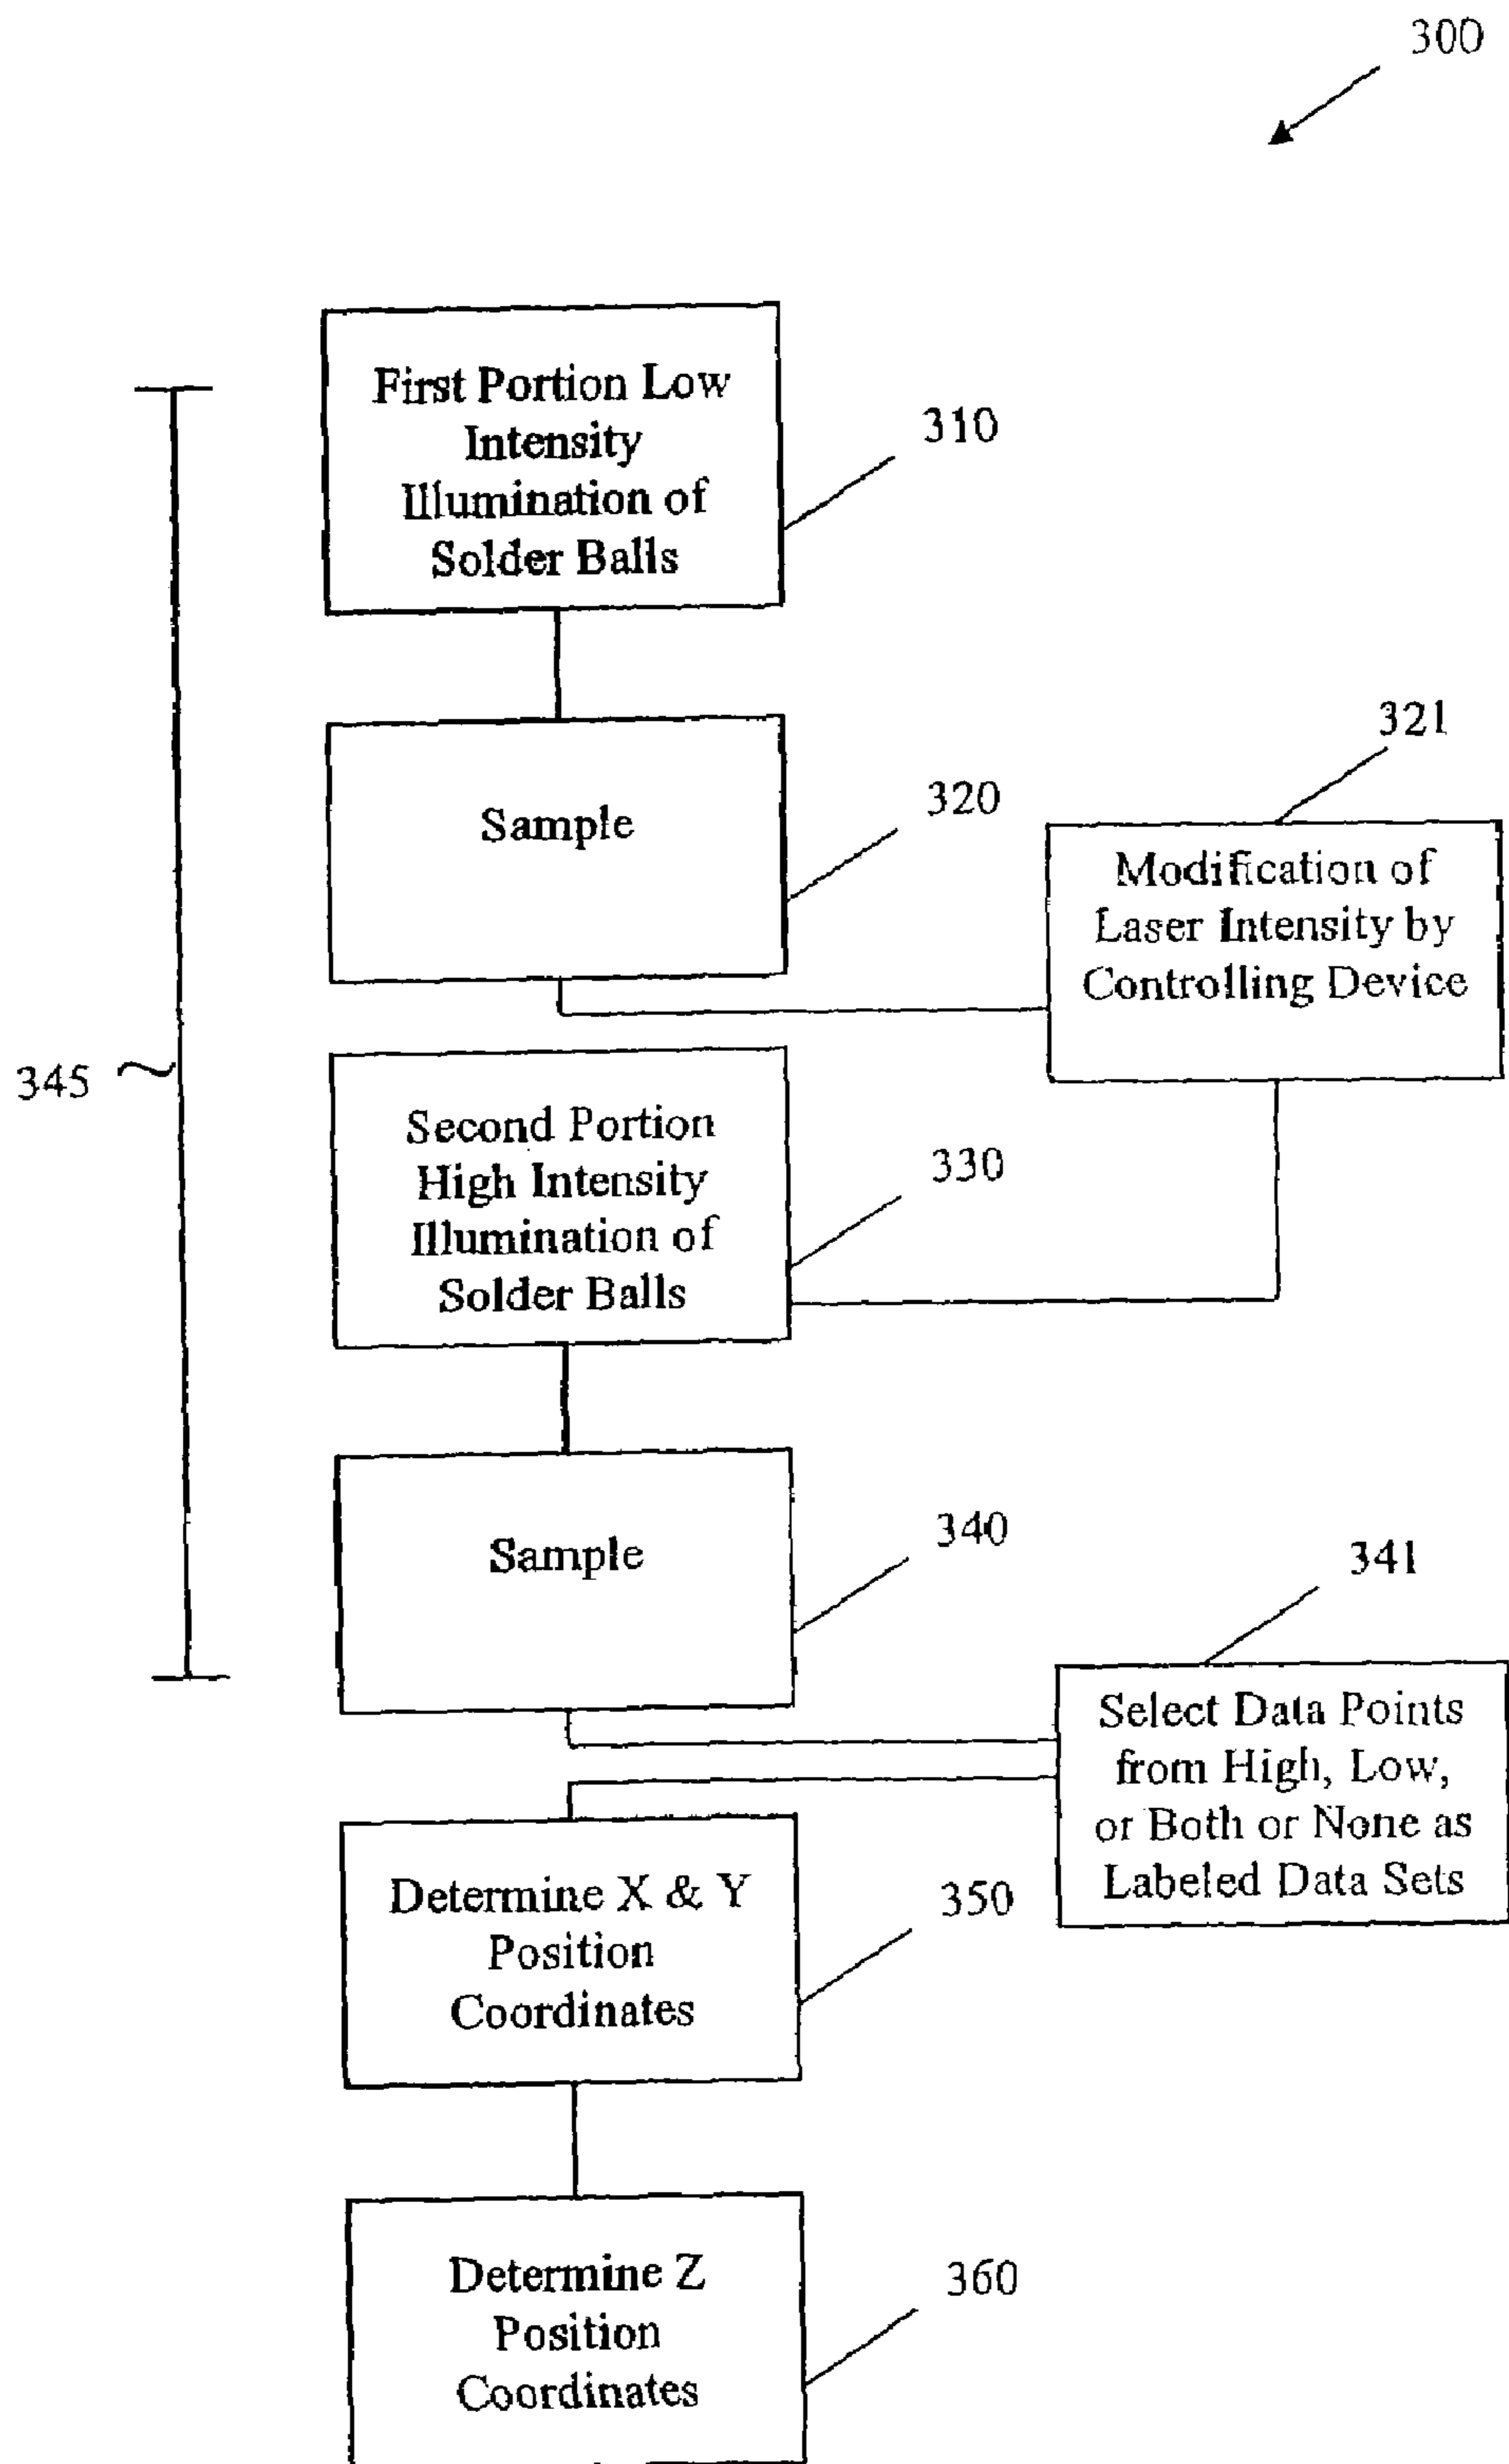 300
First Portion Low
Intensity
Illumination of
Solder Balls
310
Sample
320
321
Modification of
Laser Intensity by
Controlling Device
345
Second Portion
High Intensity
Illumination of
Solder Balls
330
Sample
340
341
Select Data Points
from High, Low,
or Both or None as
Labeled Data Sets
Determine X & Y
Position
Coordinates
350
Determine Z
Position
Coordinates
360